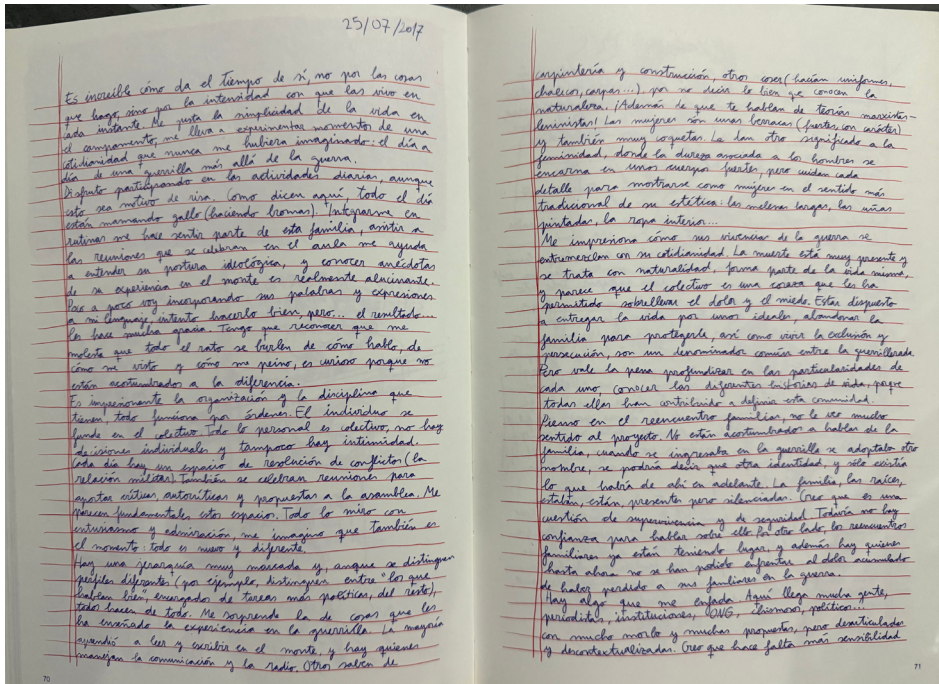 25/07/2017
Es increíble cómo da el tiempo de sí, no por las cosas
que hago, sino por la intensidad con que las vivo en
cada instante. Me gusta la simplicidad de la vida en
el campamento, me lleva a experimentar momentos de una
cotidianidad que nunca me hubiera imaginado: el día a
día de una guerrilla más allá de la guerra.
Disfruto participando en las actividades diarias, aunque
esto sea motivo de risa. Como dicen aquí, todo el día
están mamando gallo (haciendo bromas). Integrarme en
rutinas me hace sentir parte de esta familia, asistir a
las reuniones que se celebran en el aula me ayuda
a entender su postura ideológica, y conocer anécdotas
de su experiencia en el monte es realmente alucinante.
Poco a poco voy incorporando sus palabras y expresiones
a mi lenguaje, intento hacerlo bien, pero... el resultado...
les hace mucha gracia. Tengo que reconocer que me
molesta que todo el rato se burlen de cómo hablo, de
cómo me visto y cómo me peino, es curioso porque no
están acostumbrados a la diferencia.
Es impresionante la organización y la disciplina que
tienen, todo funciona por órdenes. El individuo se
funde en el colectivo. Todo lo personal es colectivo, no hay
decisiones individuales y tampoco hay intimidad.
Cada día hay un espacio de resolución de conflictos (la
relación militar). También se celebran reuniones para
aportar críticas, autocríticas y propuestas a la asamblea. Me
parecen fundamentales estos espacios. Todo lo miro con
entusiasmo y admiración, me imagino que también es
el momento: todo es nuevo y diferente.
Hay una jerarquía muy marcada y, aunque se distinguen
perfiles diferentes (por ejemplo, distinguen entre "los que
hablan bien", encargados de tareas más políticas, del resto),
todos hacen de todo. Me sorprende la de cosas que les
ha enseñado la experiencia en la guerrilla. La mayoría
aprendió a leer y escribir en el monte, y hay quienes
manejan la comunicación y la radio. Otros saben de
70
carpintería y construcción, otros coser (hacían uniformes,
chalecos, carpas...), por no decir lo bien que conocen la
naturaleza. ¡Además de que te hablan de teorías marxistas-
leninistas! Las mujeres son unas berracas (fuertes, con carácter)
y también muy coquetas. Le dan otro significado a la
feminidad, donde la dureza asociada a los hombres se
encarna en unos cuerpos fuertes, pero cuidan cada
detalle para mostrarse como mujeres en el sentido más
tradicional de su estética: las melenas largas, las uñas
pintadas, la ropa interior...
Me impresiona cómo sus vivencias de la guerra se
entremezclan con su cotidianidad. La muerte está muy presente y
se trata con naturalidad, forma parte de la vida misma,
y parece que el colectivo es una coraza que les ha
permitido sobrellevar el dolor y el miedo. Estar dispuesto
a entregar la vida por unos ideales, abandonar la
familia para protegerla, así como vivir la exclusión y
persecución, son un denominador común entre la guerrillerada.
Pero vale la pena profundizar en las particularidades de
cada uno, conocer las diferentes historias de vida, porque
todas ellas han contribuido a definir esta comunidad.
Pienso en el reencuentro familiar, no le veo mucho
sentido al proyecto. No están acostumbrados a hablar de la
familia, cuando se ingresaba en la guerrilla se adoptaba otro
nombre, se podría decir que otra identidad, y sólo existía
lo que habría de ahí en adelante. La familia, las raíces,
estaban, están, presentes pero silenciadas. Creo que es una
cuestión de supervivencia y de seguridad. Todavía no hay
confianza para hablar sobre ello. Por otro lado, los reencuentros
familiares ya están teniendo lugar, y además hay quienes
hasta ahora no se han podido enfrentar al dolor acumulado
de haber perdido a sus familiares en la guerra.
Hay algo que me enfada. Aquí llega mucha gente,
periodistas, instituciones, ONG, chismosos, políticos...
con mucho morbo y muchas propuestas, pero desarticuladas
y descontextualizadas. Creo que hace falta más sensibilidad
71